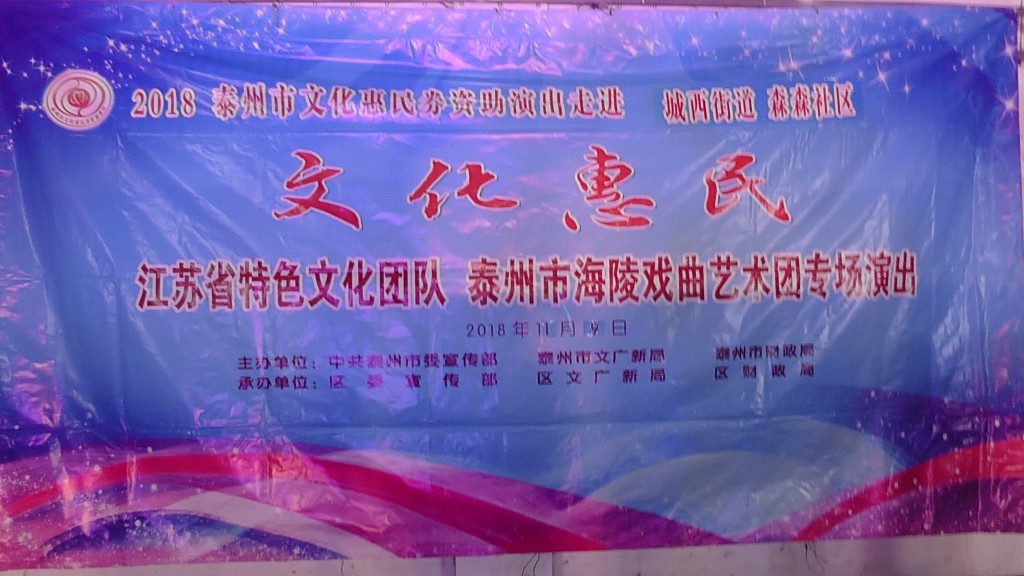 2018 泰州市文化惠民券资助演出走进 城西街道 森森社区
文化惠民
江苏省特色文化团队 泰州市海陵戏曲艺术团专场演出
2018年11月9日
主办单位：中共泰州市委宣传部 泰州市文广新局 泰州市财政局
承办单位：区委宣传部 区文广新局 区财政局